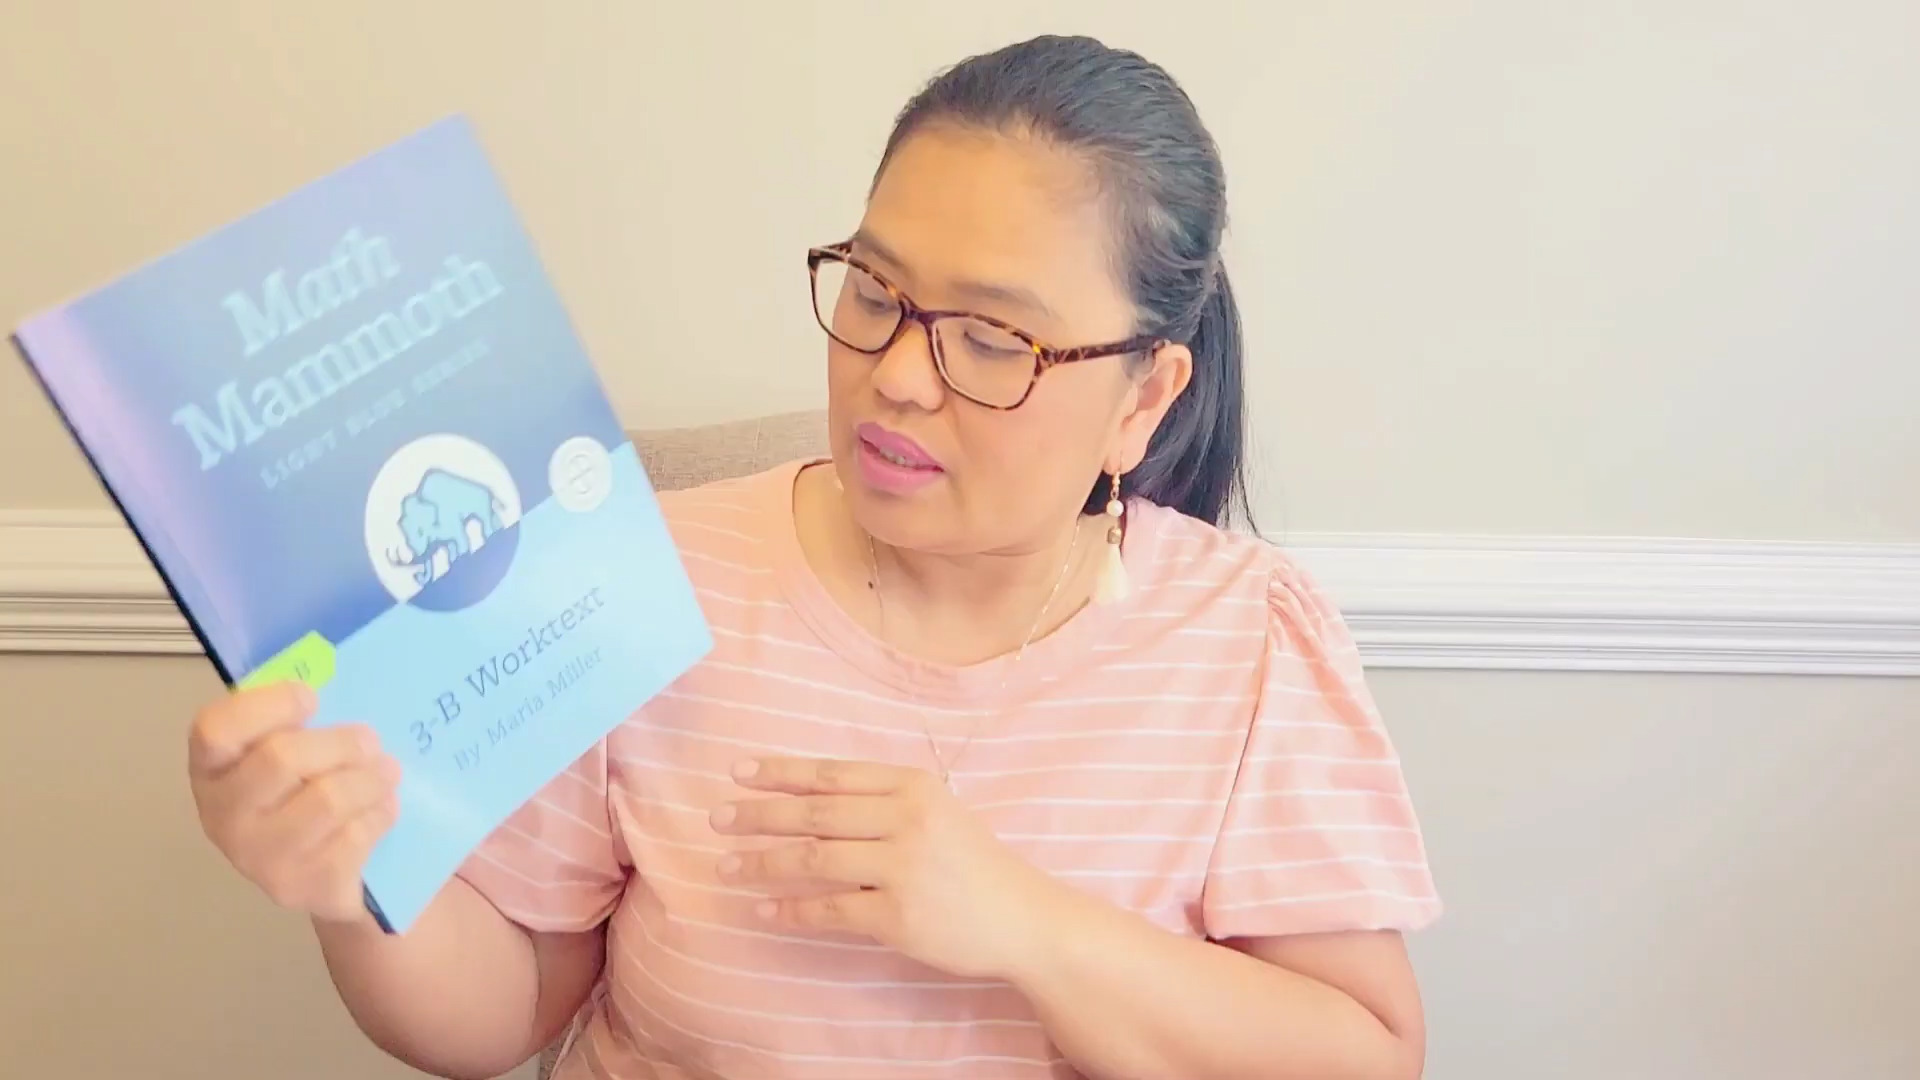 Math
Mammoth
LIGHT BLUE SERIES
3-B Worktext
By Maria Miller
B